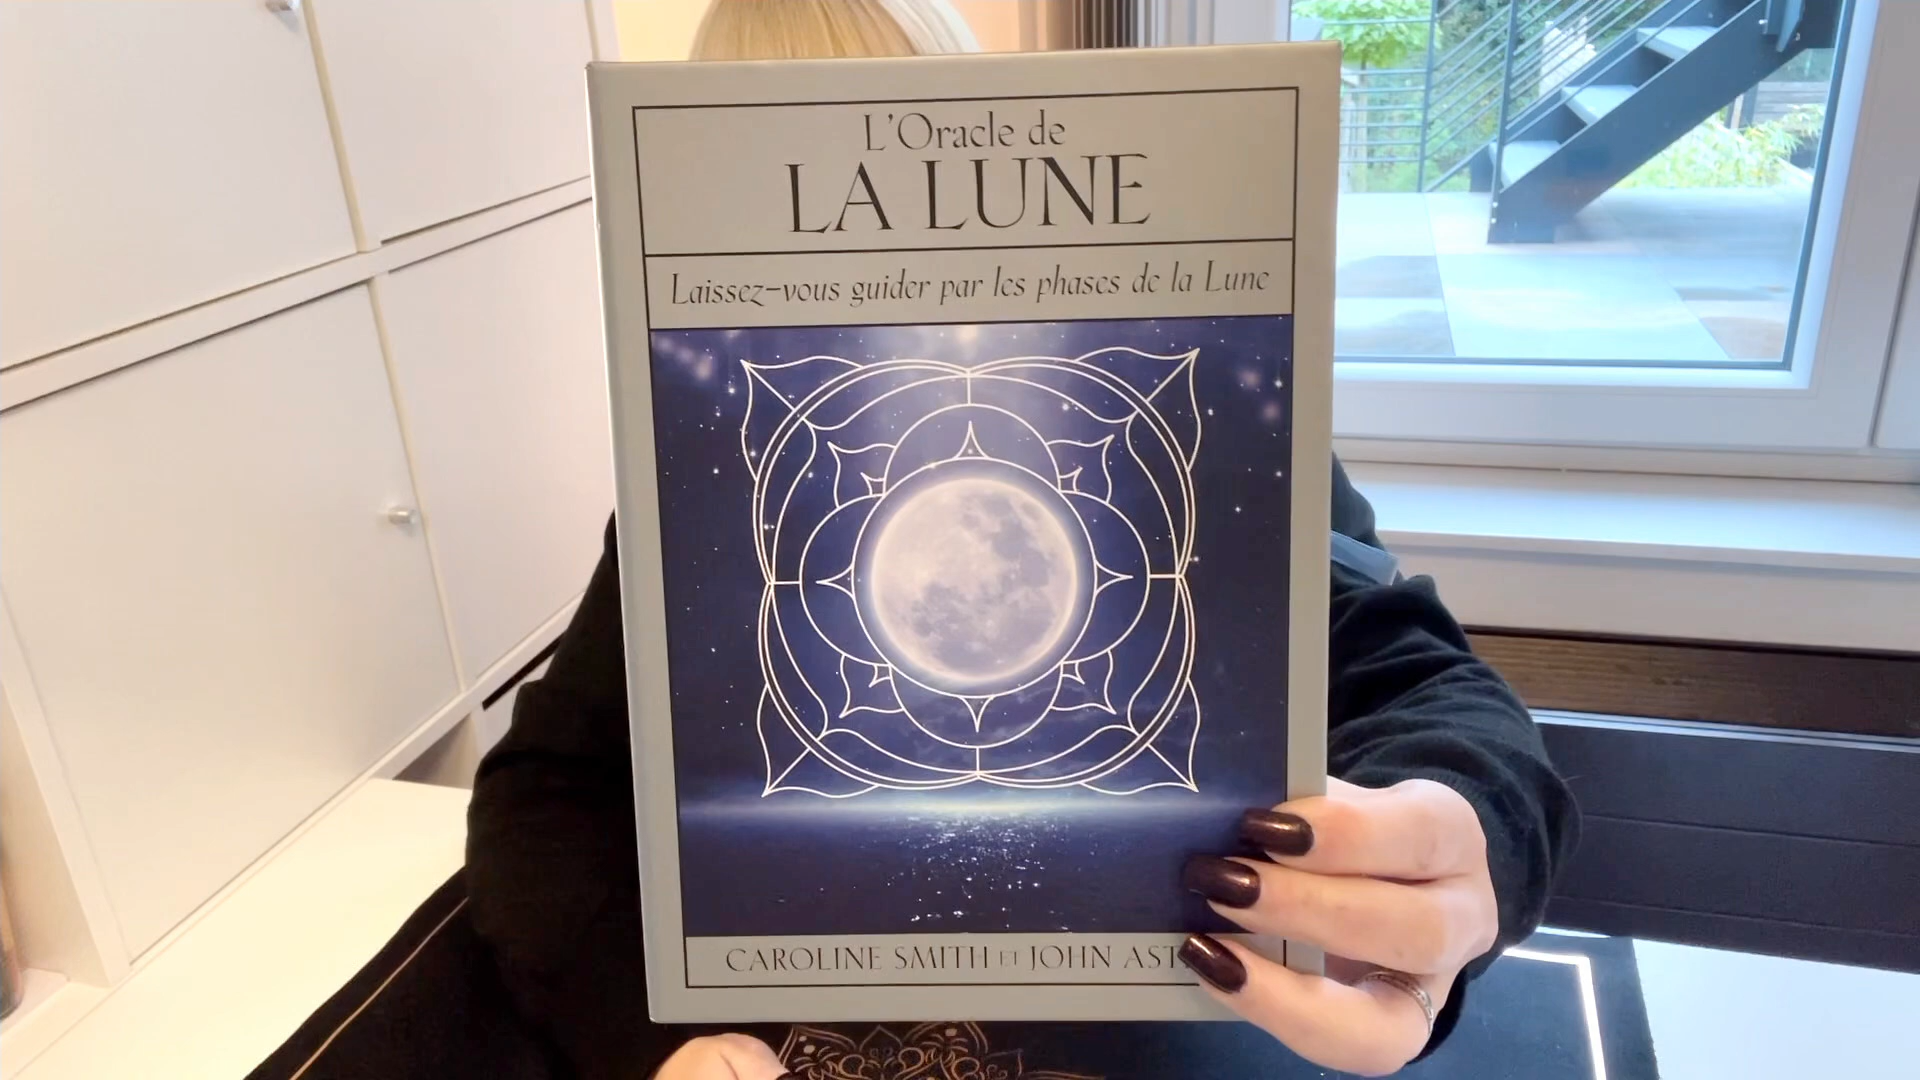 L'Oracle de
LA LUNE
Laissez-vous guider par les phases de la Lune
CAROLINE SMITH ET JOHN